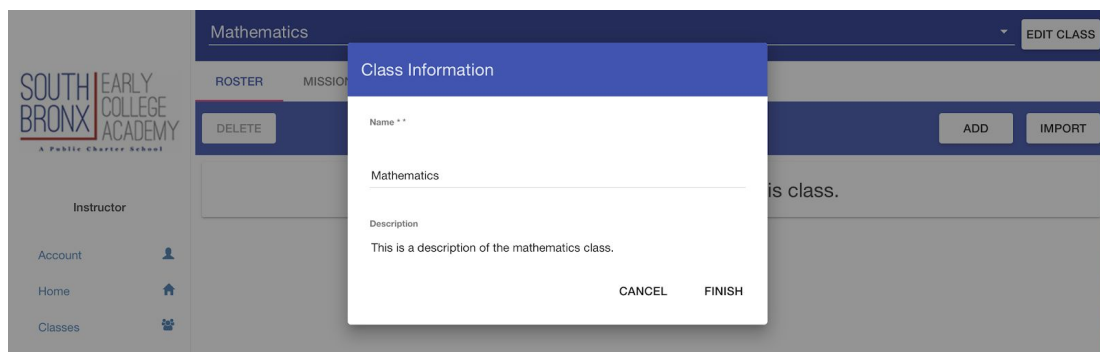 Mathematics
EDIT CLASS
SOUTH EARLY
BRONX COLLEGE
ACADEMY
A Public Charter School
ROSTER
MISSION
DELETE
ADD
IMPORT
is class.
Instructor
Account
Home
Classes
Class Information
Name * *
Mathematics
Description
This is a description of the mathematics class.
CANCEL
FINISH